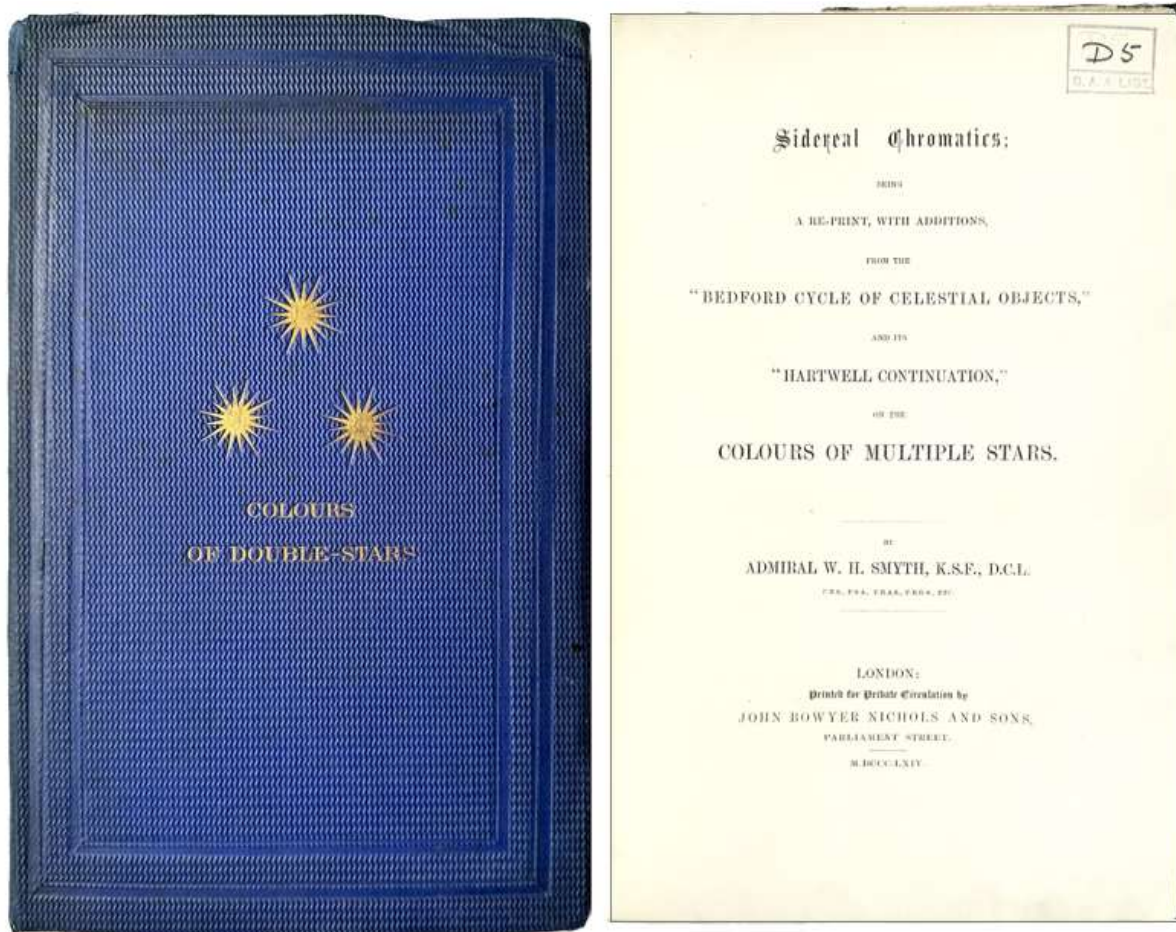 COLOURS
OF DOUBLE-STARS
D 5
Sidereal Chromatics;
BEING
A RE-PRINT, WITH ADDITIONS,
FROM THE
"BEDFORD CYCLE OF CELESTIAL OBJECTS,"
AND ITS
"HARTWELL CONTINUATION,"
ON THE
COLOURS OF MULTIPLE STARS.
BY
ADMIRAL W. H. SMYTH, K.S.F., D.C.L.
LONDON:
Printed for Private Circulation by
JOHN BOWYER NICHOLS AND SONS,
PARLIAMENT STREET.
M.DCCC.LXIV.